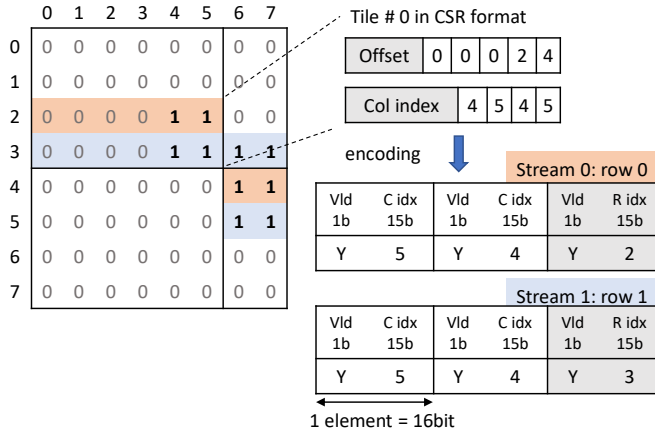 0 1 2 3 4 5 6 7
0 0 0 0 0 0 0 0 0
1 0 0 0 0 0 0 0 0
2 0 0 0 0 1 1 0 0
3 0 0 0 0 1 1 1 1
4 0 0 0 0 0 0 1 1
5 0 0 0 0 0 0 1 1
6 0 0 0 0 0 0 0 0
7 0 0 0 0 0 0 0 0
Tile # 0 in CSR format
Offset 0 0 0 2 4
Col index 4 5 4 5
encoding
Stream 0: row 0
Vld C idx Vld C idx Vld R idx
1b 15b 1b 15b 1b 15b
Y 5 Y 4 Y 2
Stream 1: row 1
Vld C idx Vld C idx Vld R idx
1b 15b 1b 15b 1b 15b
Y 5 Y 4 Y 3
1 element = 16bit